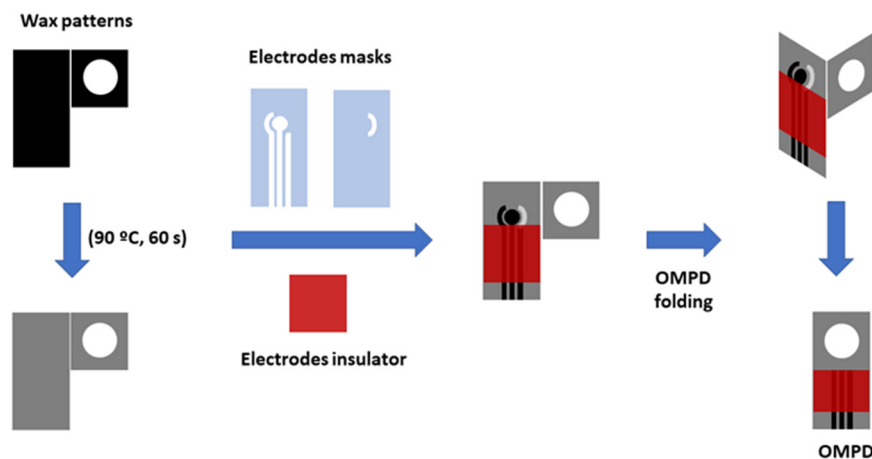 Wax patterns
Electrodes masks
(90 ºC, 60 s)
Electrodes insulator
OMPD
folding
OMPD